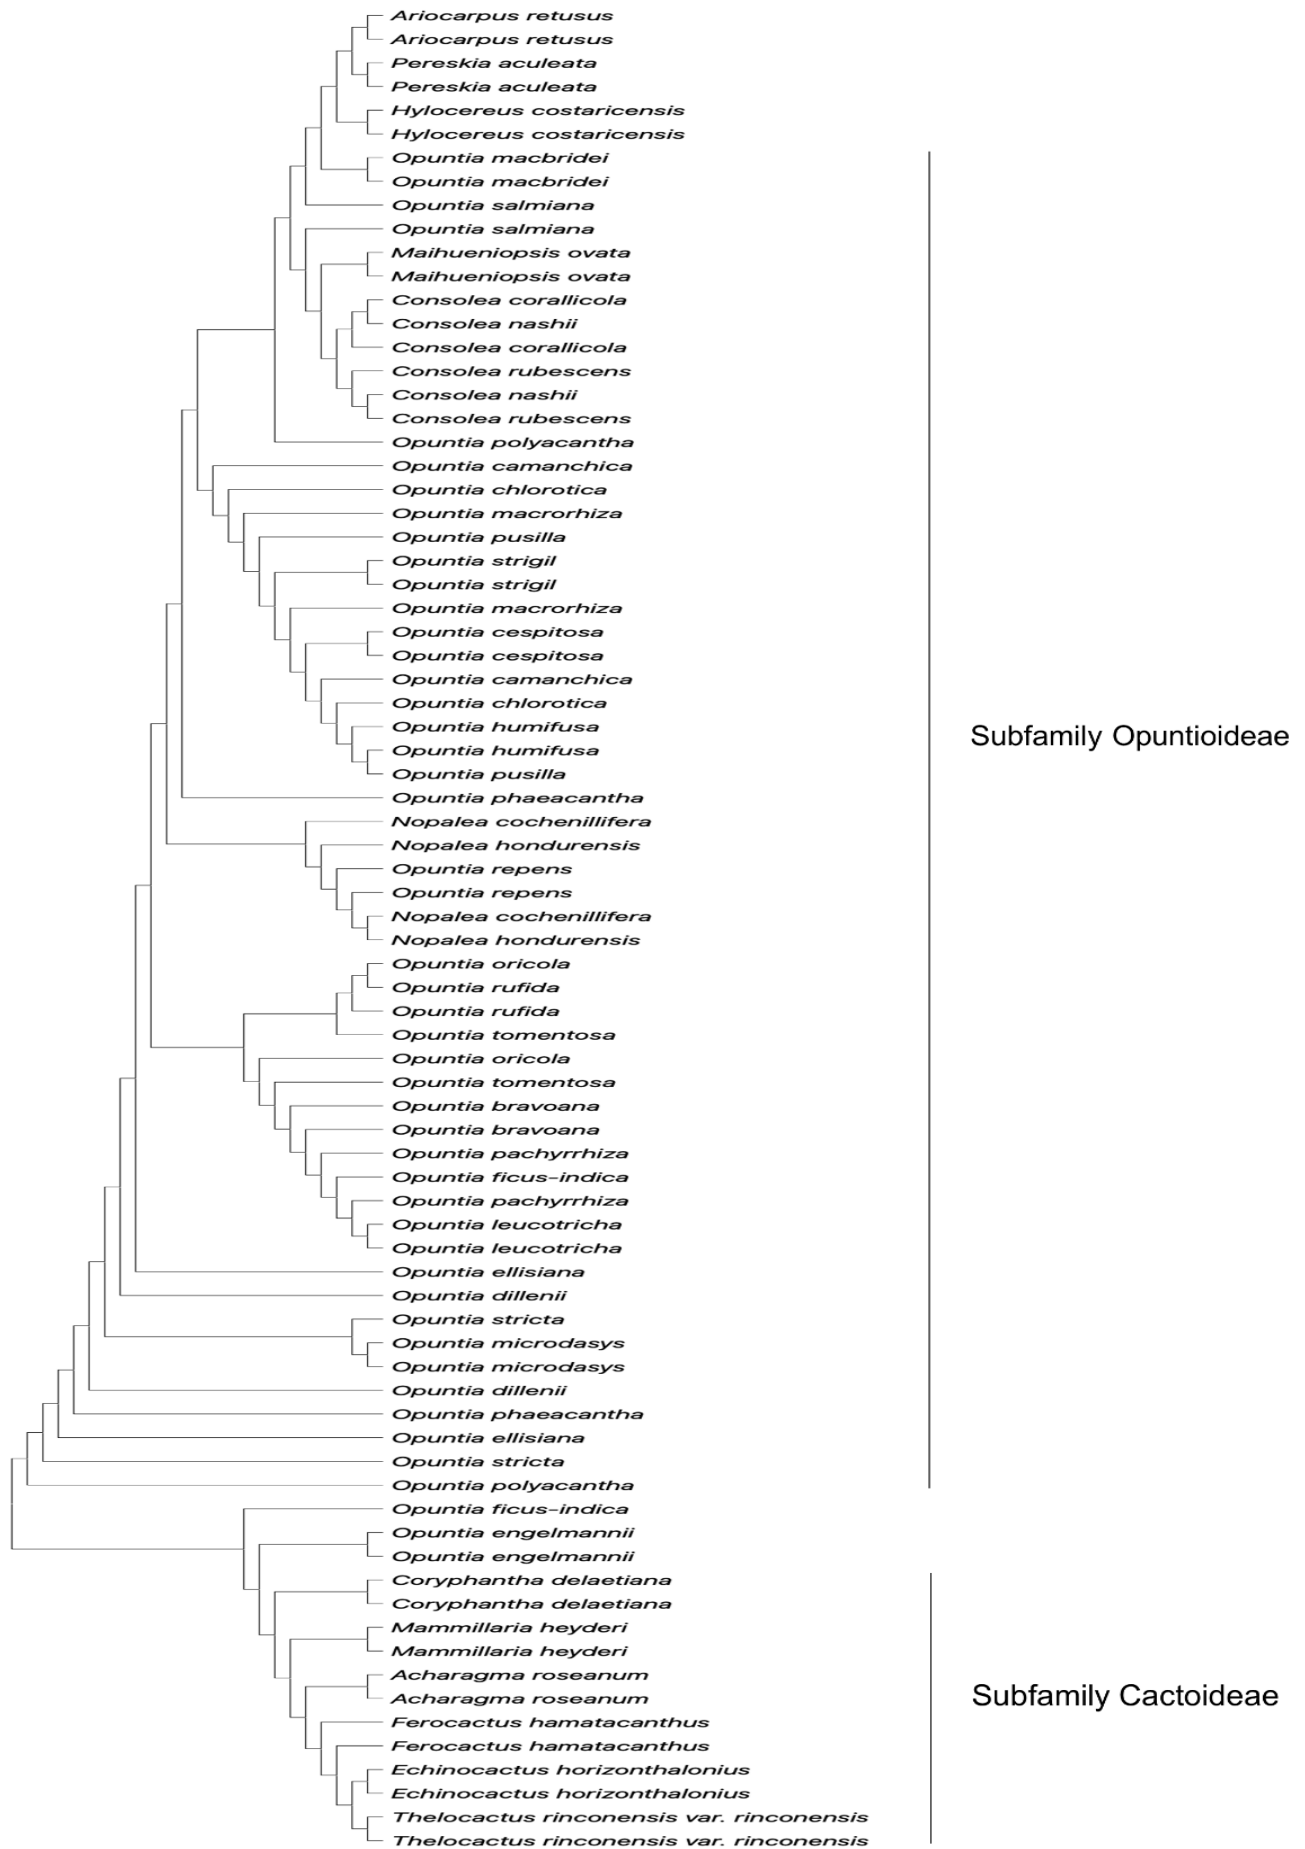 Ariocarpus retusus
Ariocarpus retusus
Pereskia aculeata
Pereskia aculeata
Hylocereus costaricensis
Hylocereus costaricensis
Opuntia macbridei
Opuntia macbridei
Opuntia salmiana
Opuntia salmiana
Maihueniopsis ovata
Maihueniopsis ovata
Consolea corallicola
Consolea nashii
Consolea corallicola
Consolea rubescens
Consolea nashii
Consolea rubescens
Opuntia polyacantha
Opuntia camanchica
Opuntia chlorotica
Opuntia macrorhiza
Opuntia pusilla
Opuntia strigil
Opuntia strigil
Opuntia macrorhiza
Opuntia cespitosa
Opuntia cespitosa
Opuntia camanchica
Opuntia chlorotica
Opuntia humifusa
Subfamily Opuntioideae
Opuntia humifusa
Opuntia pusilla
Opuntia phaeacantha
Nopalea cochenillifera
Nopalea hondurensis
Opuntia repens
Opuntia repens
Nopalea cochenillifera
Nopalea hondurensis
Opuntia oricola
Opuntia rufida
Opuntia rufida
Opuntia tomentosa
Opuntia oricola
Opuntia tomentosa
Opuntia bravoana
Opuntia bravoana
Opuntia pachyrrhiza
Opuntia ficus-indica
Opuntia pachyrrhiza
Opuntia leucotricha
Opuntia leucotricha
Opuntia ellisiana
Opuntia dillenii
Opuntia stricta
Opuntia microdasys
Opuntia microdasys
Opuntia dillenii
Opuntia phaeacantha
Opuntia ellisiana
Opuntia stricta
Opuntia polyacantha
Opuntia ficus-indica
Opuntia engelmannii
Opuntia engelmannii
Coryphantha delaetiana
Coryphantha delaetiana
Mammillaria heyderi
Mammillaria heyderi
Acharagma roseanum
Acharagma roseanum
Subfamily Cactoideae
Ferocactus hamatacanthus
Ferocactus hamatacanthus
Echinocactus horizonthalonius
Echinocactus horizonthalonius
Thelocactus rinconensis var. rinconensis
Thelocactus rinconensis var. rinconensis